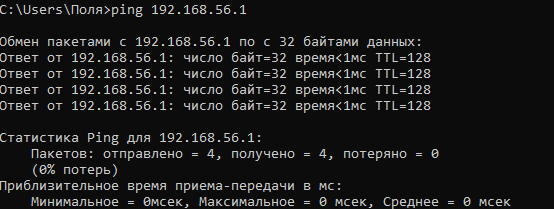 C:\Users\Поля>ping 192.168.56.1
Обмен пакетами с 192.168.56.1 по с 32 байтами данных:
Ответ от 192.168.56.1: число байт=32 время<1мс TTL=128
Ответ от 192.168.56.1: число байт=32 время<1мс TTL=128
Ответ от 192.168.56.1: число байт=32 время<1мс TTL=128
Ответ от 192.168.56.1: число байт=32 время<1мс TTL=128
Статистика Ping для 192.168.56.1:
Пакетов: отправлено = 4, получено = 4, потеряно = 0
(0% потерь)
Приблизительное время приема-передачи в мс:
Минимальное = 0мсек, Максимальное = 0 мсек, Среднее = 0 мсек